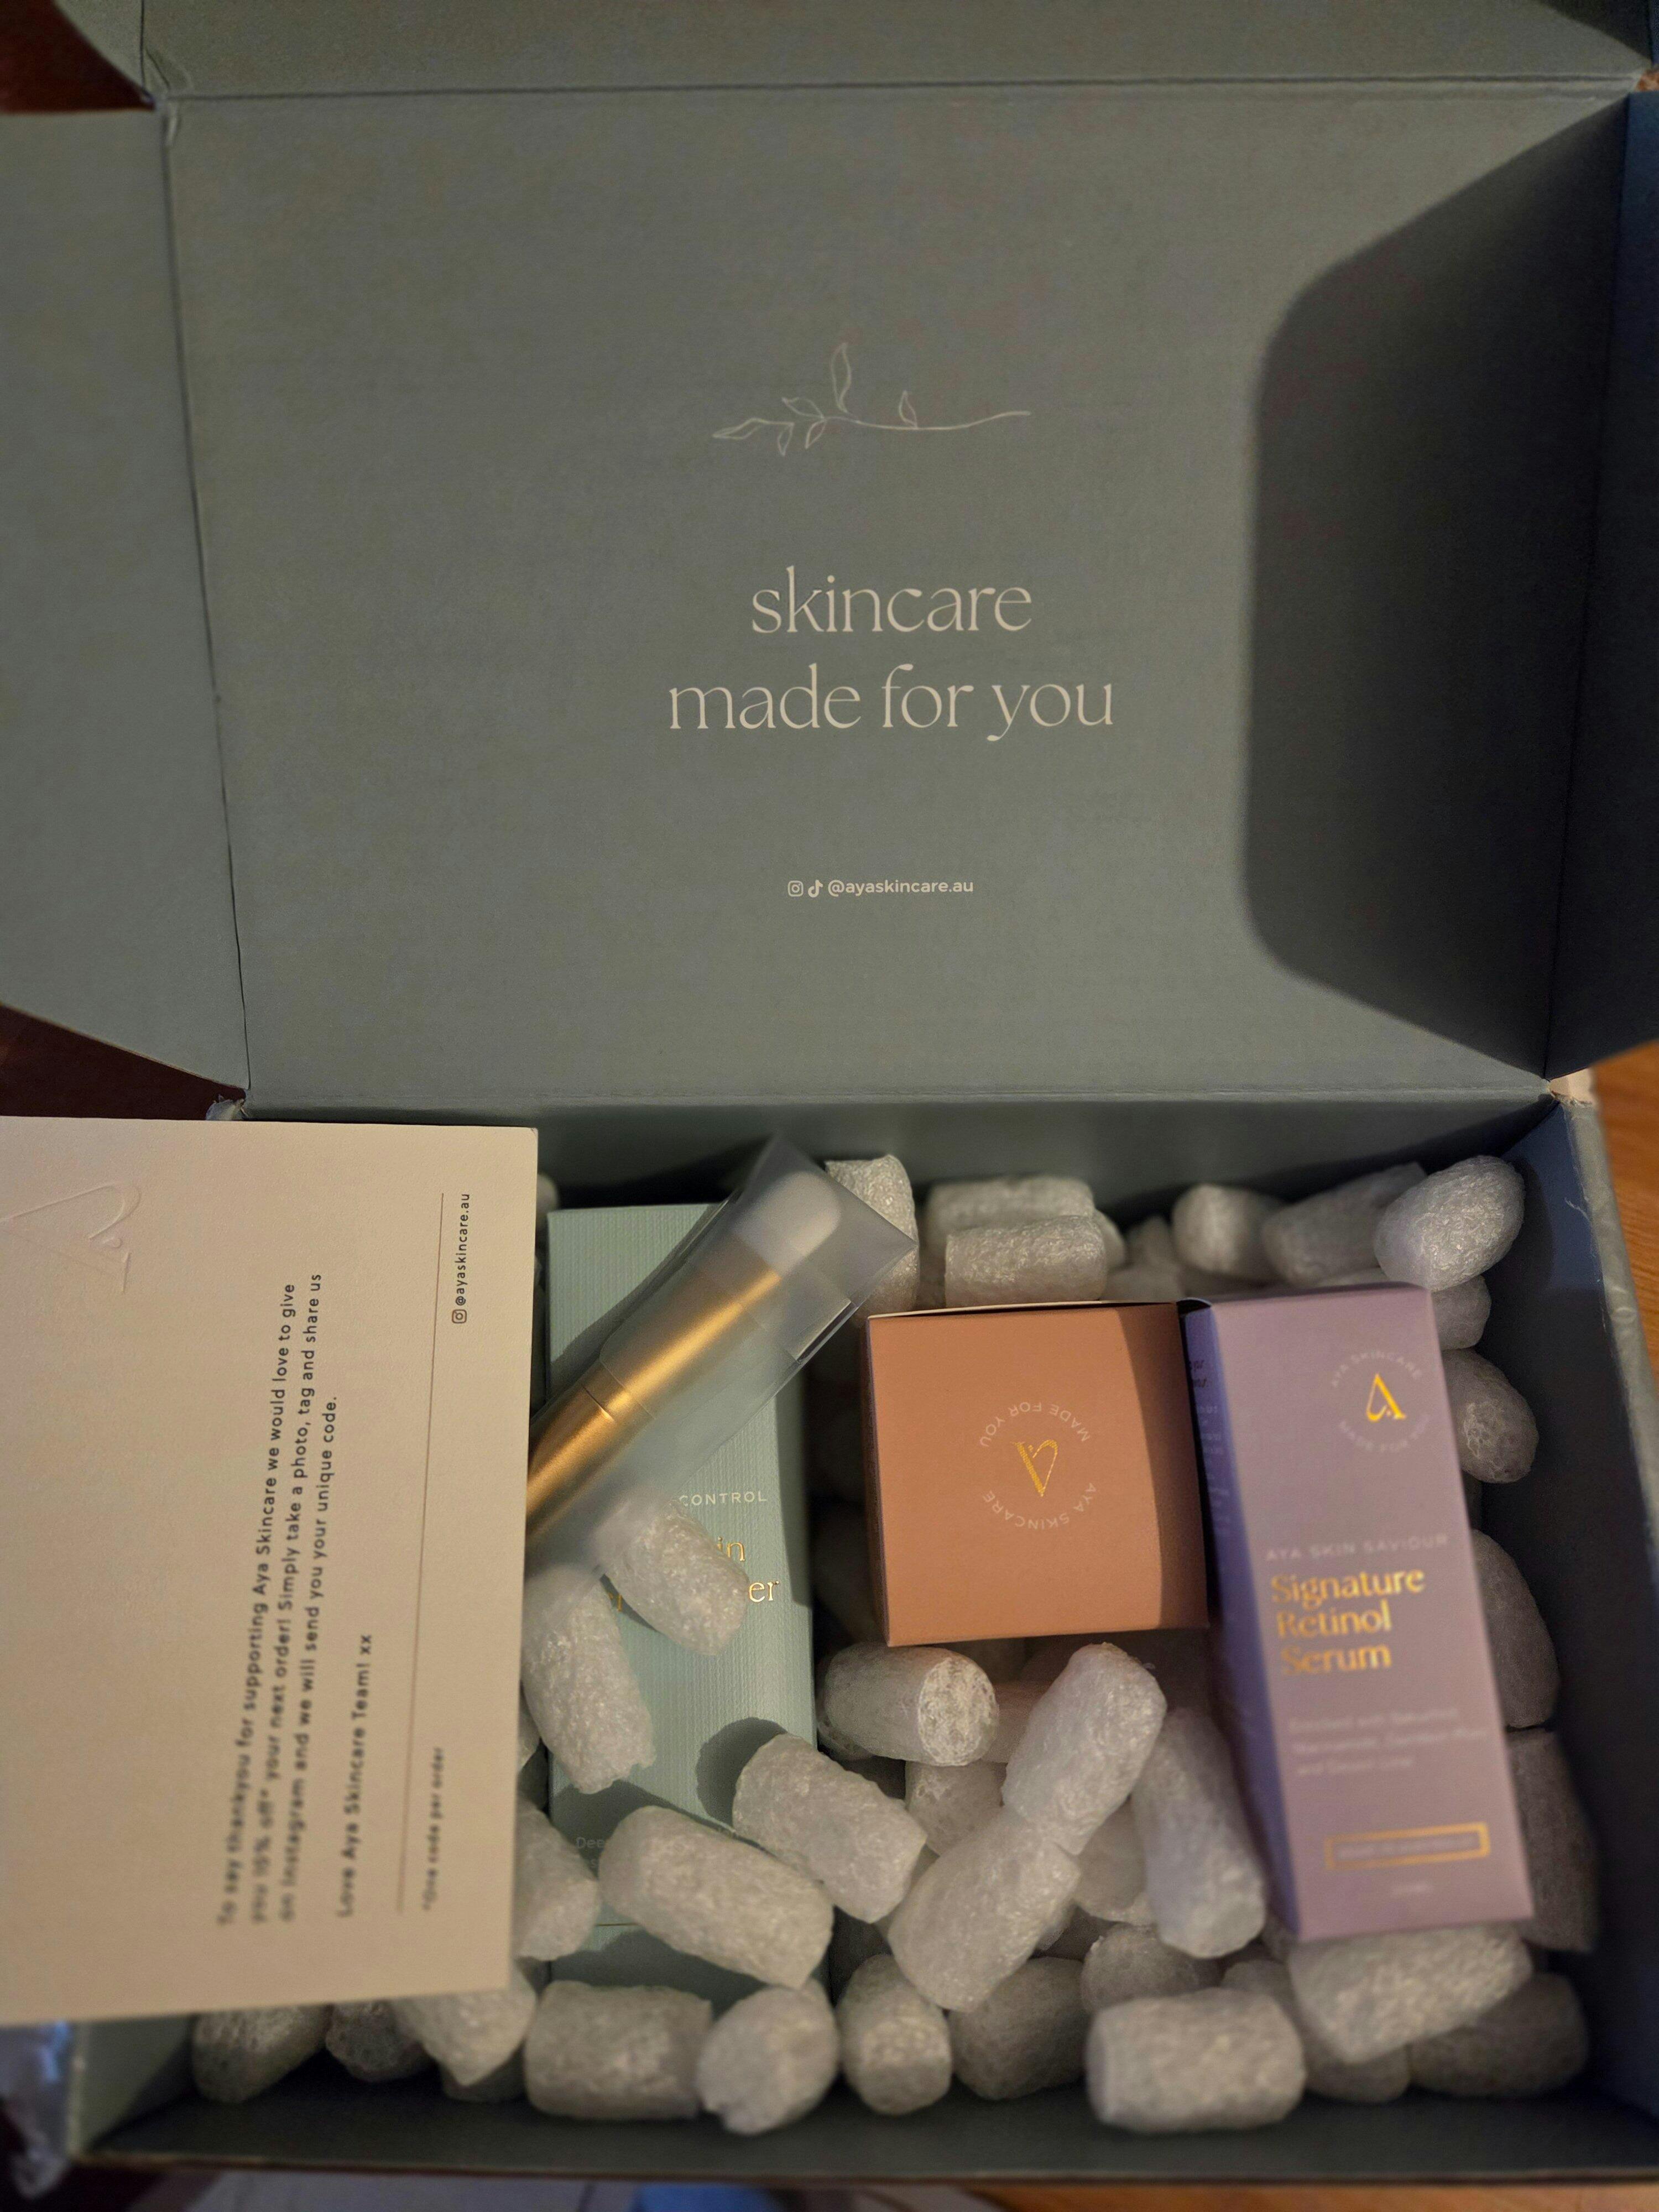 skincare
made for you
@ayaskincare.au
To say thankyou for supporting Aya Skincare we would love to give
you 15% off* your next order! Simply take a photo, tag and share us
on Instagram and we will send you your unique code.
Love Aya Skincare Team! xx
*One code per order
@ayaskincare.au
CONTROL
in
er
MADE FOR YOU
AYA SKINCARE
AYA SKINCARE
MADE FOR YOU
AYA SKIN SAVIOUR
Signature
Retinol
Serum